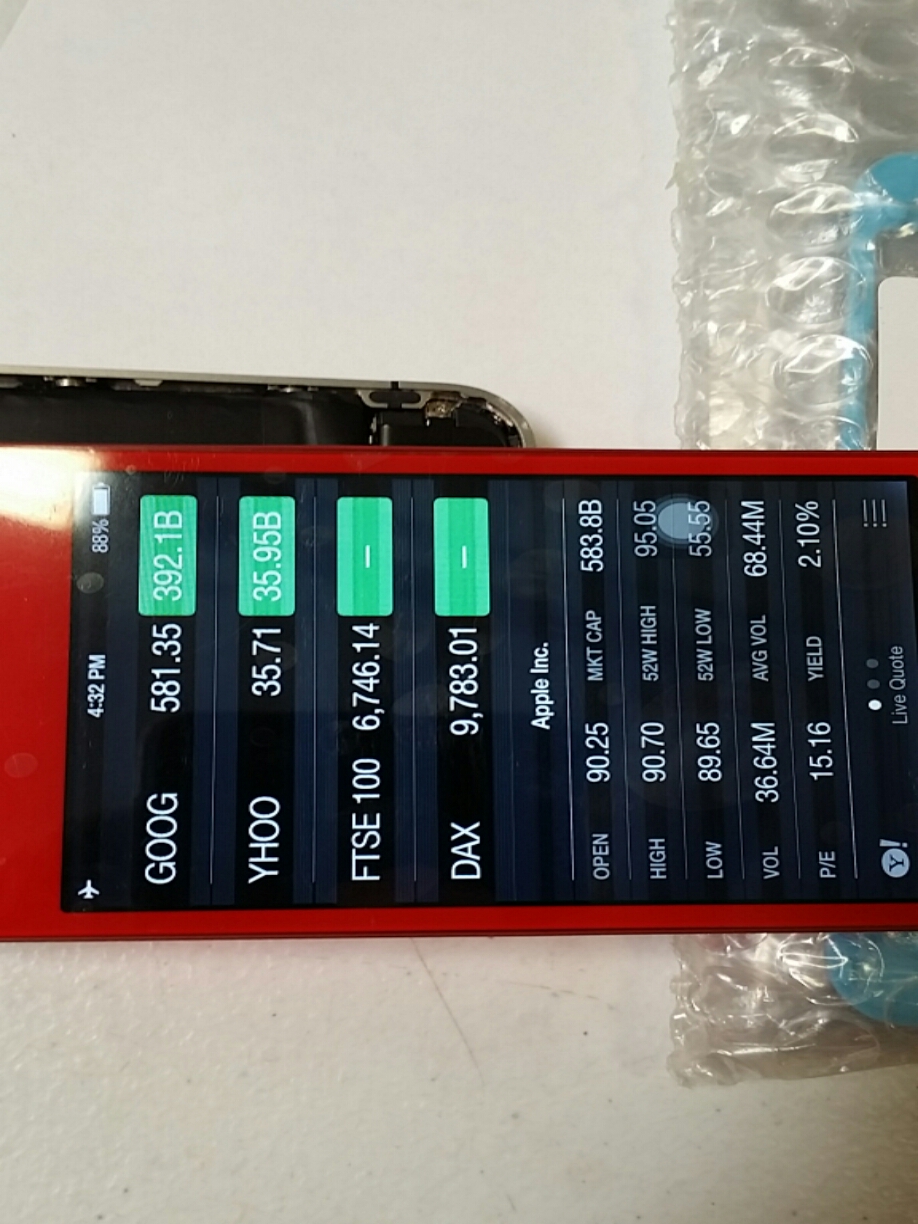 4:32 PM 88%
GOOG 581.35 392.1B
YHOO 35.71 35.95B
FTSE 100 6,746.14 –
DAX 9,783.01 –
Apple Inc.
OPEN 90.25 MKT CAP 583.8B
HIGH 90.70 52W HIGH 95.05
LOW 89.65 52W LOW 55.55
VOL 36.64M AVG VOL 68.44M
P/E 15.16 YIELD 2.10%
Y!
Live Quote